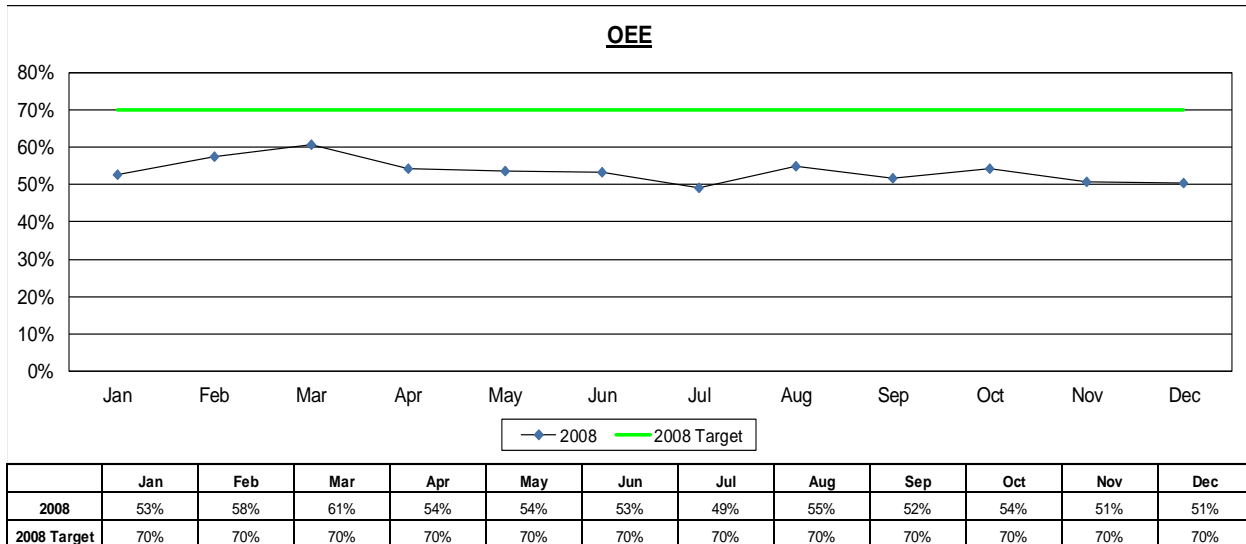 OEE
80%
70%
60%
50%
40%
30%
20%
10%
0%
Jan Feb Mar Apr May Jun Jul Aug Sep Oct Nov Dec
2008 2008 Target
Jan Feb Mar Apr May Jun Jul Aug Sep Oct Nov Dec
2008 53% 58% 61% 54% 54% 53% 49% 55% 52% 54% 51% 51%
2008 Target 70% 70% 70% 70% 70% 70% 70% 70% 70% 70% 70% 70%